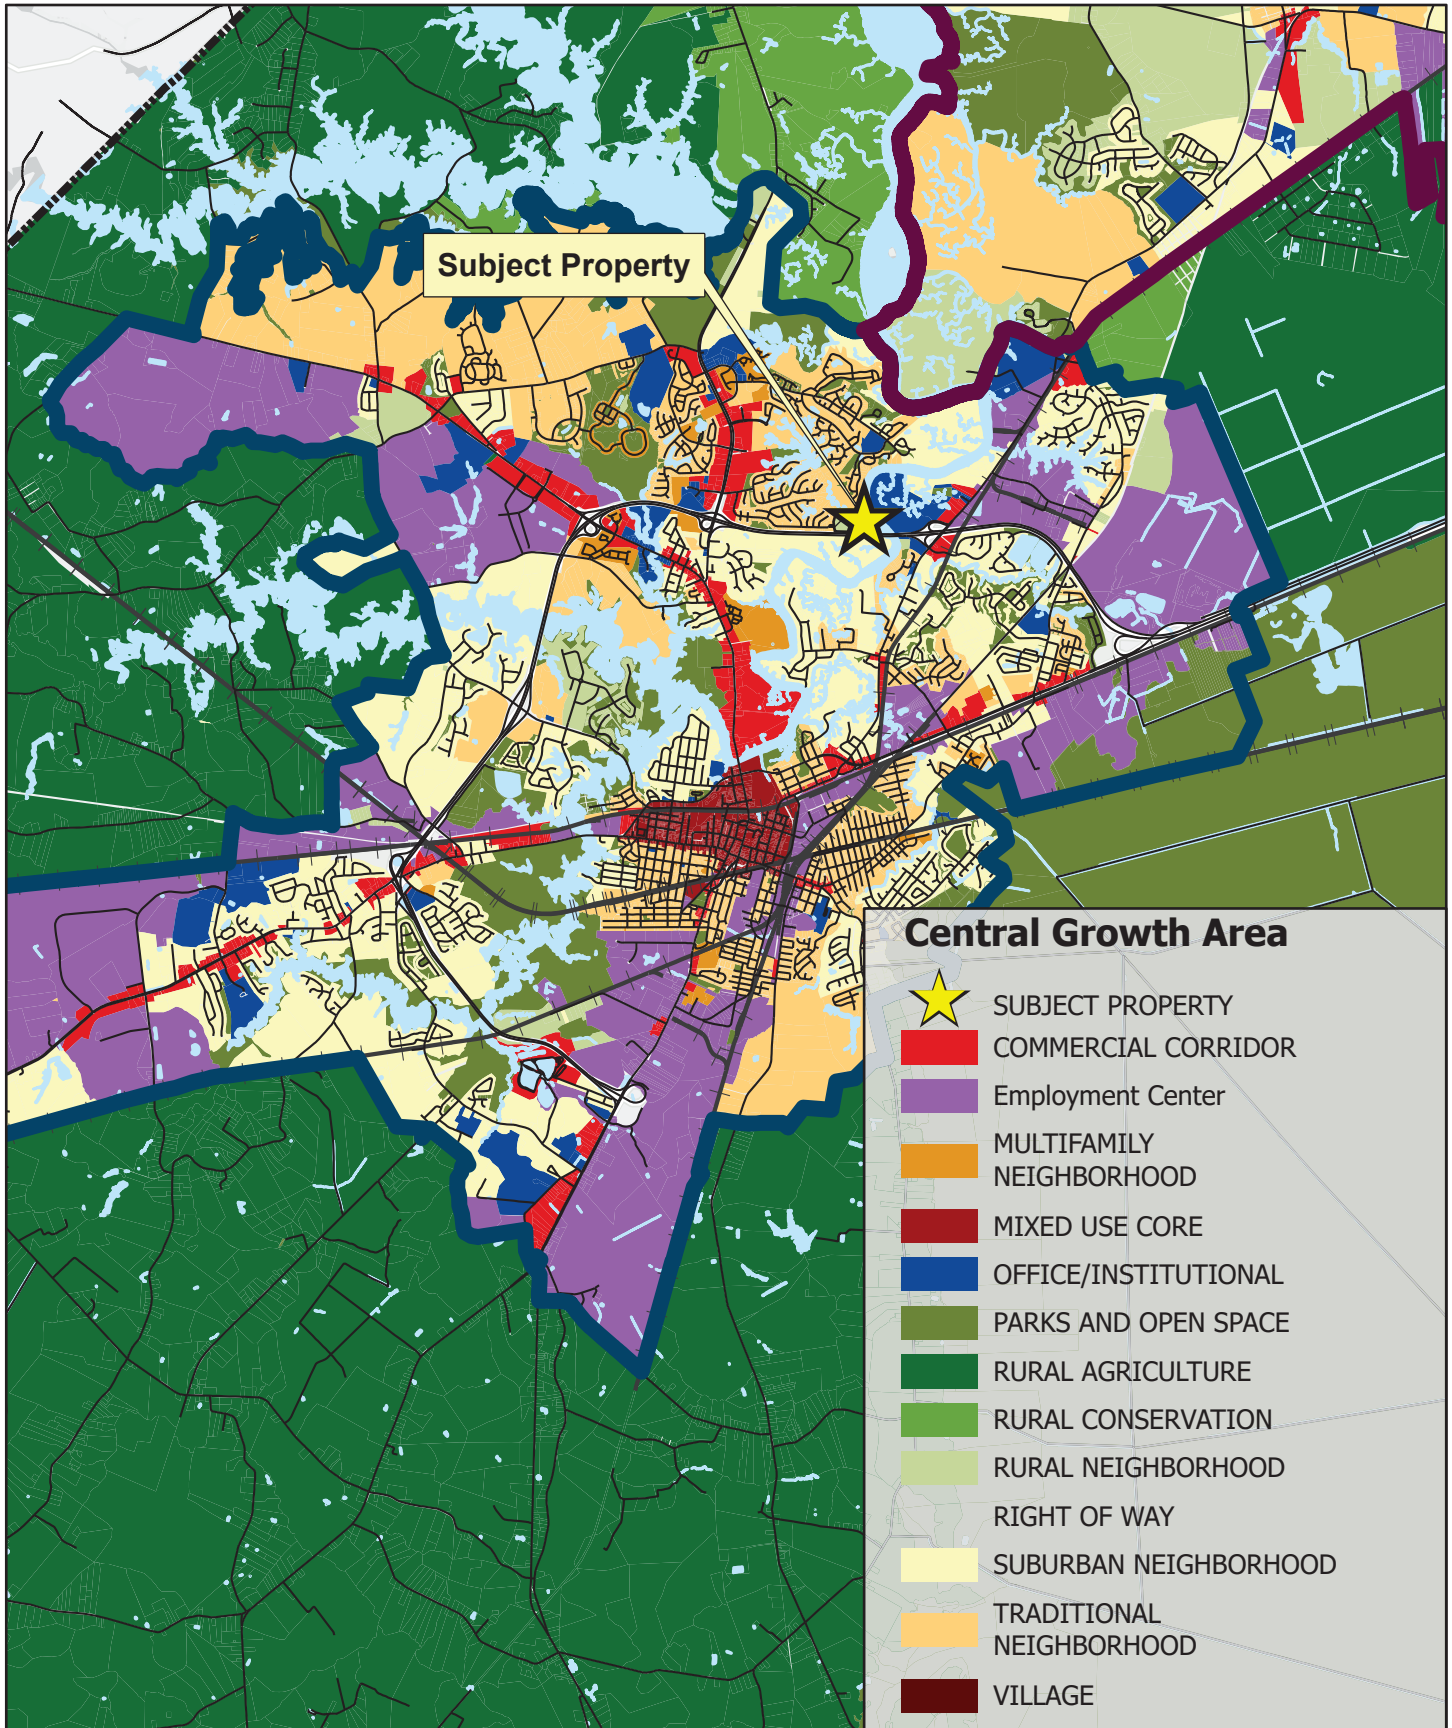 Subject Property
Central Growth Area
SUBJECT PROPERTY
COMMERCIAL CORRIDOR
Employment Center
MULTIFAMILY
NEIGHBORHOOD
MIXED USE CORE
OFFICE/INSTITUTIONAL
PARKS AND OPEN SPACE
RURAL AGRICULTURE
RURAL CONSERVATION
RURAL NEIGHBORHOOD
RIGHT OF WAY
SUBURBAN NEIGHBORHOOD
TRADITIONAL
NEIGHBORHOOD
VILLAGE